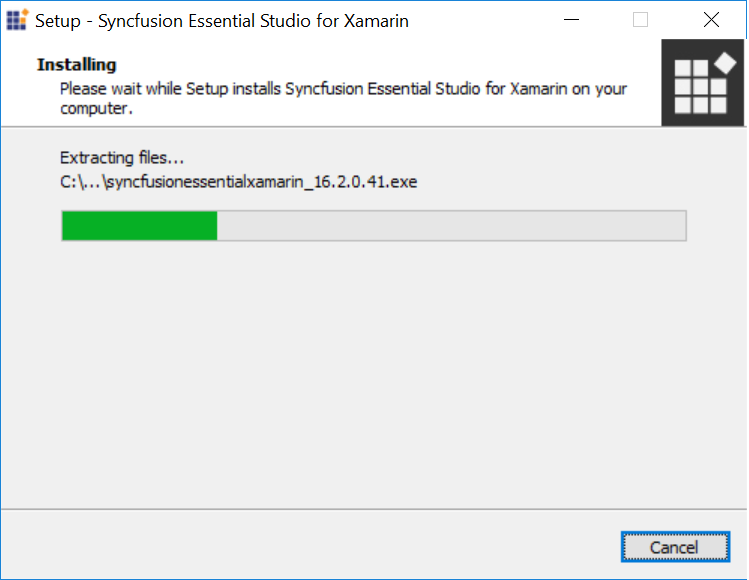 Setup - Syncfusion Essential Studio for Xamarin
Installing
Please wait while Setup installs Syncfusion Essential Studio for Xamarin on your
computer.
Extracting files...
C:\...\syncfusionessentialxamarin_16.2.0.41.exe
Cancel